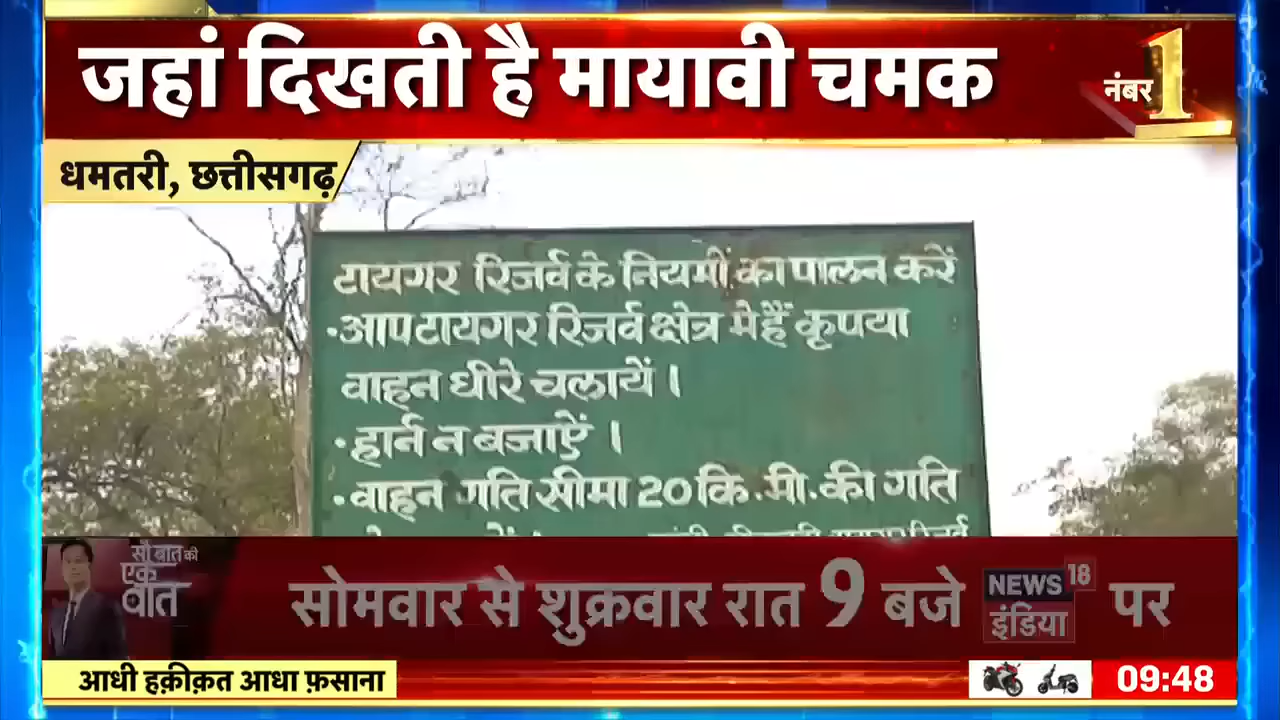 जहां दिखती है मायावी चमक
नंबर 1
धमतरी, छत्तीसगढ़
टायगर रिजर्व के नियमों का पालन करें
•आप टायगर रिजर्व क्षेत्र मे हैं कृपया
वाहन धीरे चलायें ।
•हार्न न बजाऐं ।
•वाहन गति सीमा 20 कि.मी. की गति
सौ बात की
एक
बात
सोमवार से शुक्रवार रात 9 बजे NEWS18 इंडिया पर
आधी हक़ीक़त आधा फ़साना
09:48